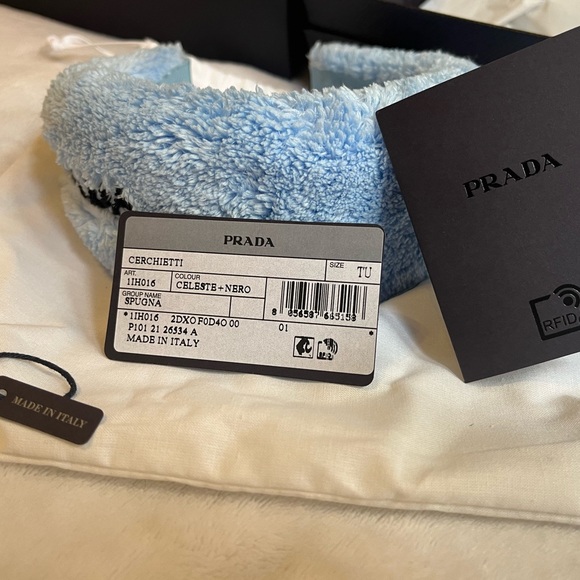 PRADA
CERCHIETTI
SIZE
TU
ART.
1IH016
COLOUR
CELESTE+NERO
GROUP NAME
SPUGNA
*1IH016 2DXO F0D4O 00
P101 21 26534 A
MADE IN ITALY
01
PRADA
RFID
MADE IN ITALY